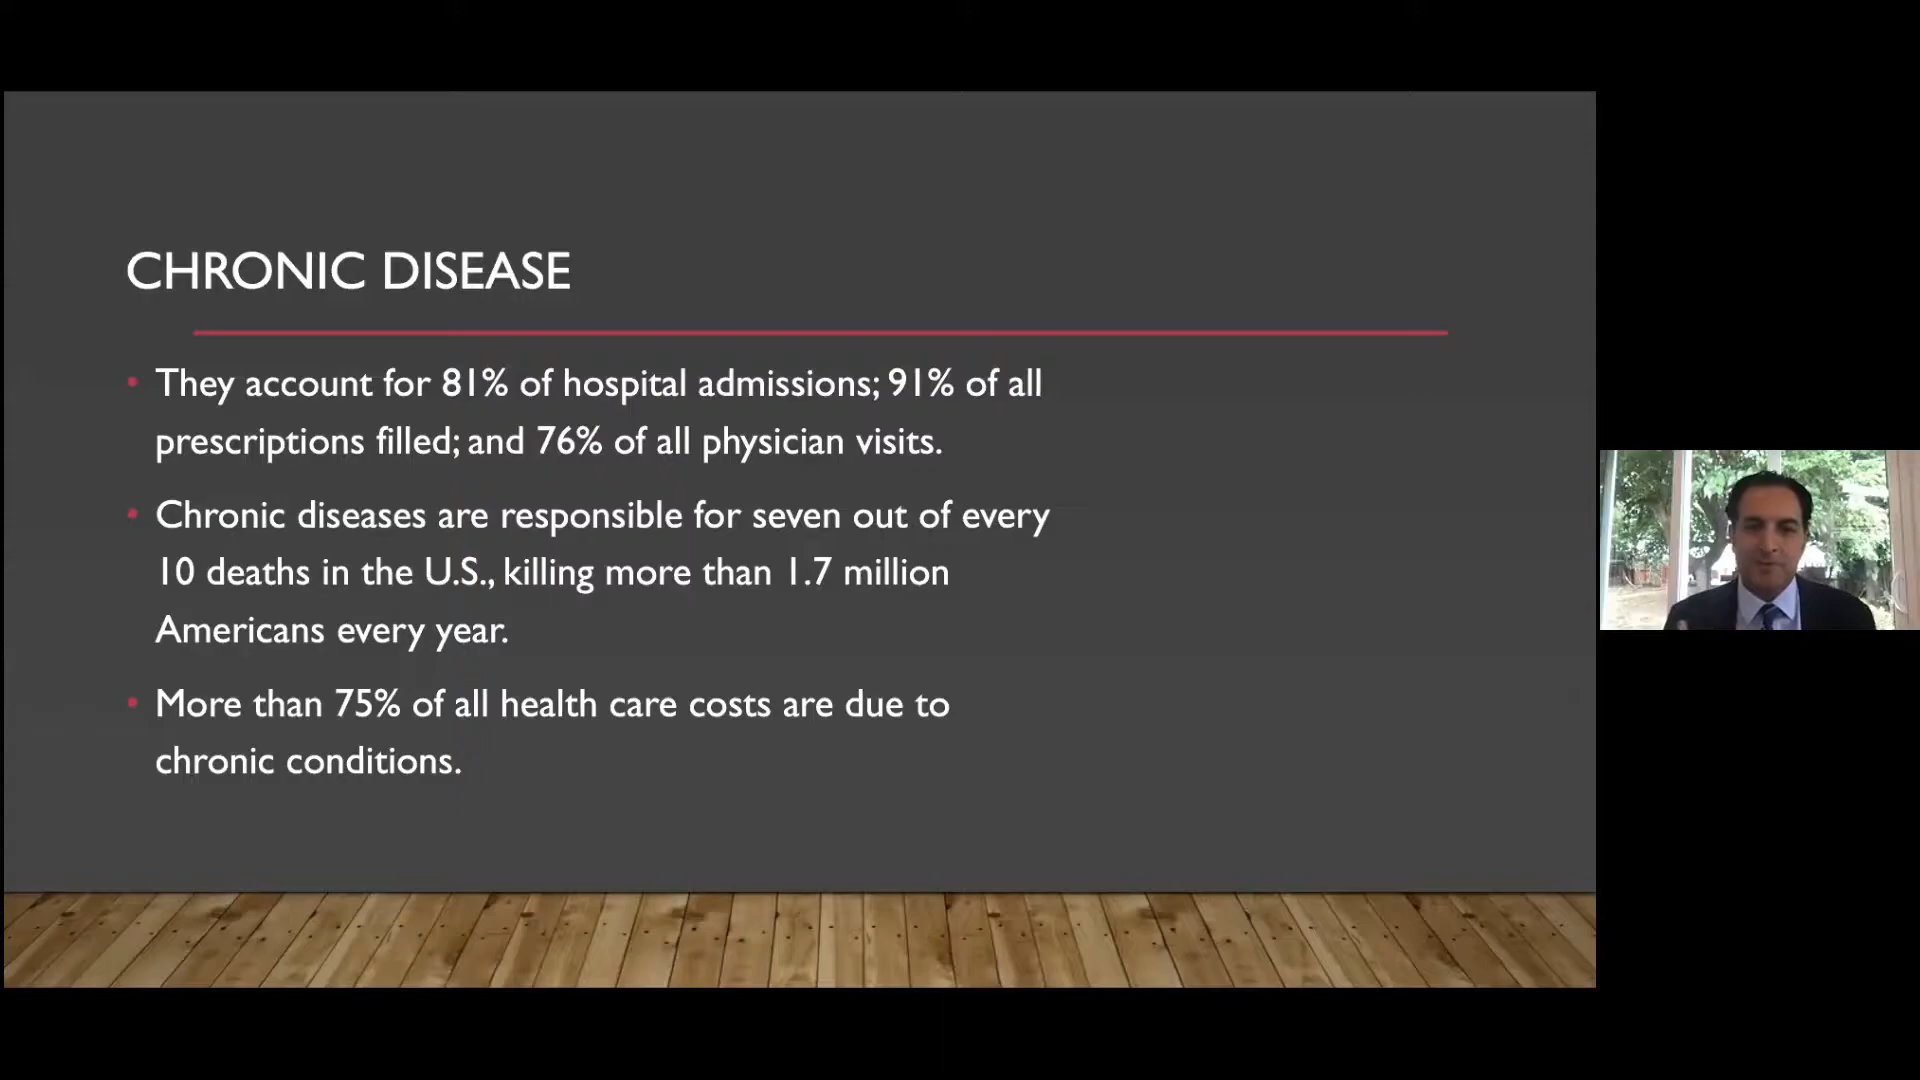 CHRONIC DISEASE
• They account for 81% of hospital admissions; 91% of all
prescriptions filled; and 76% of all physician visits.
• Chronic diseases are responsible for seven out of every
10 deaths in the U.S., killing more than 1.7 million
Americans every year.
• More than 75% of all health care costs are due to
chronic conditions.